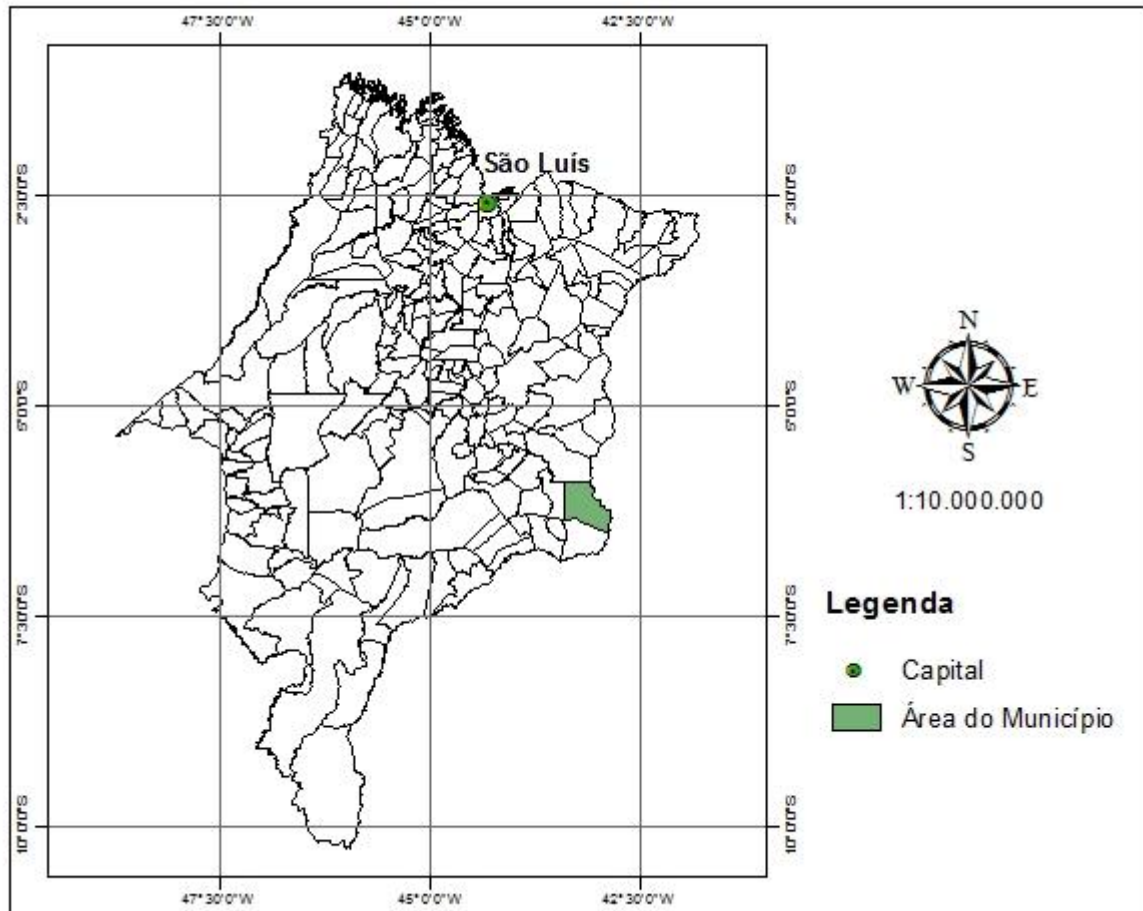 47°30'0"W 45°0'0"W 42°30'0"W
São Luís
2°30'0"S 2°30'0"S
5°0'0"S 5°0'0"S
7°30'0"S 7°30'0"S
10°0'0"S 10°0'0"S
47°30'0"W 45°0'0"W 42°30'0"W
N
W E
S
1:10.000.000
Legenda
Capital
Área do Município